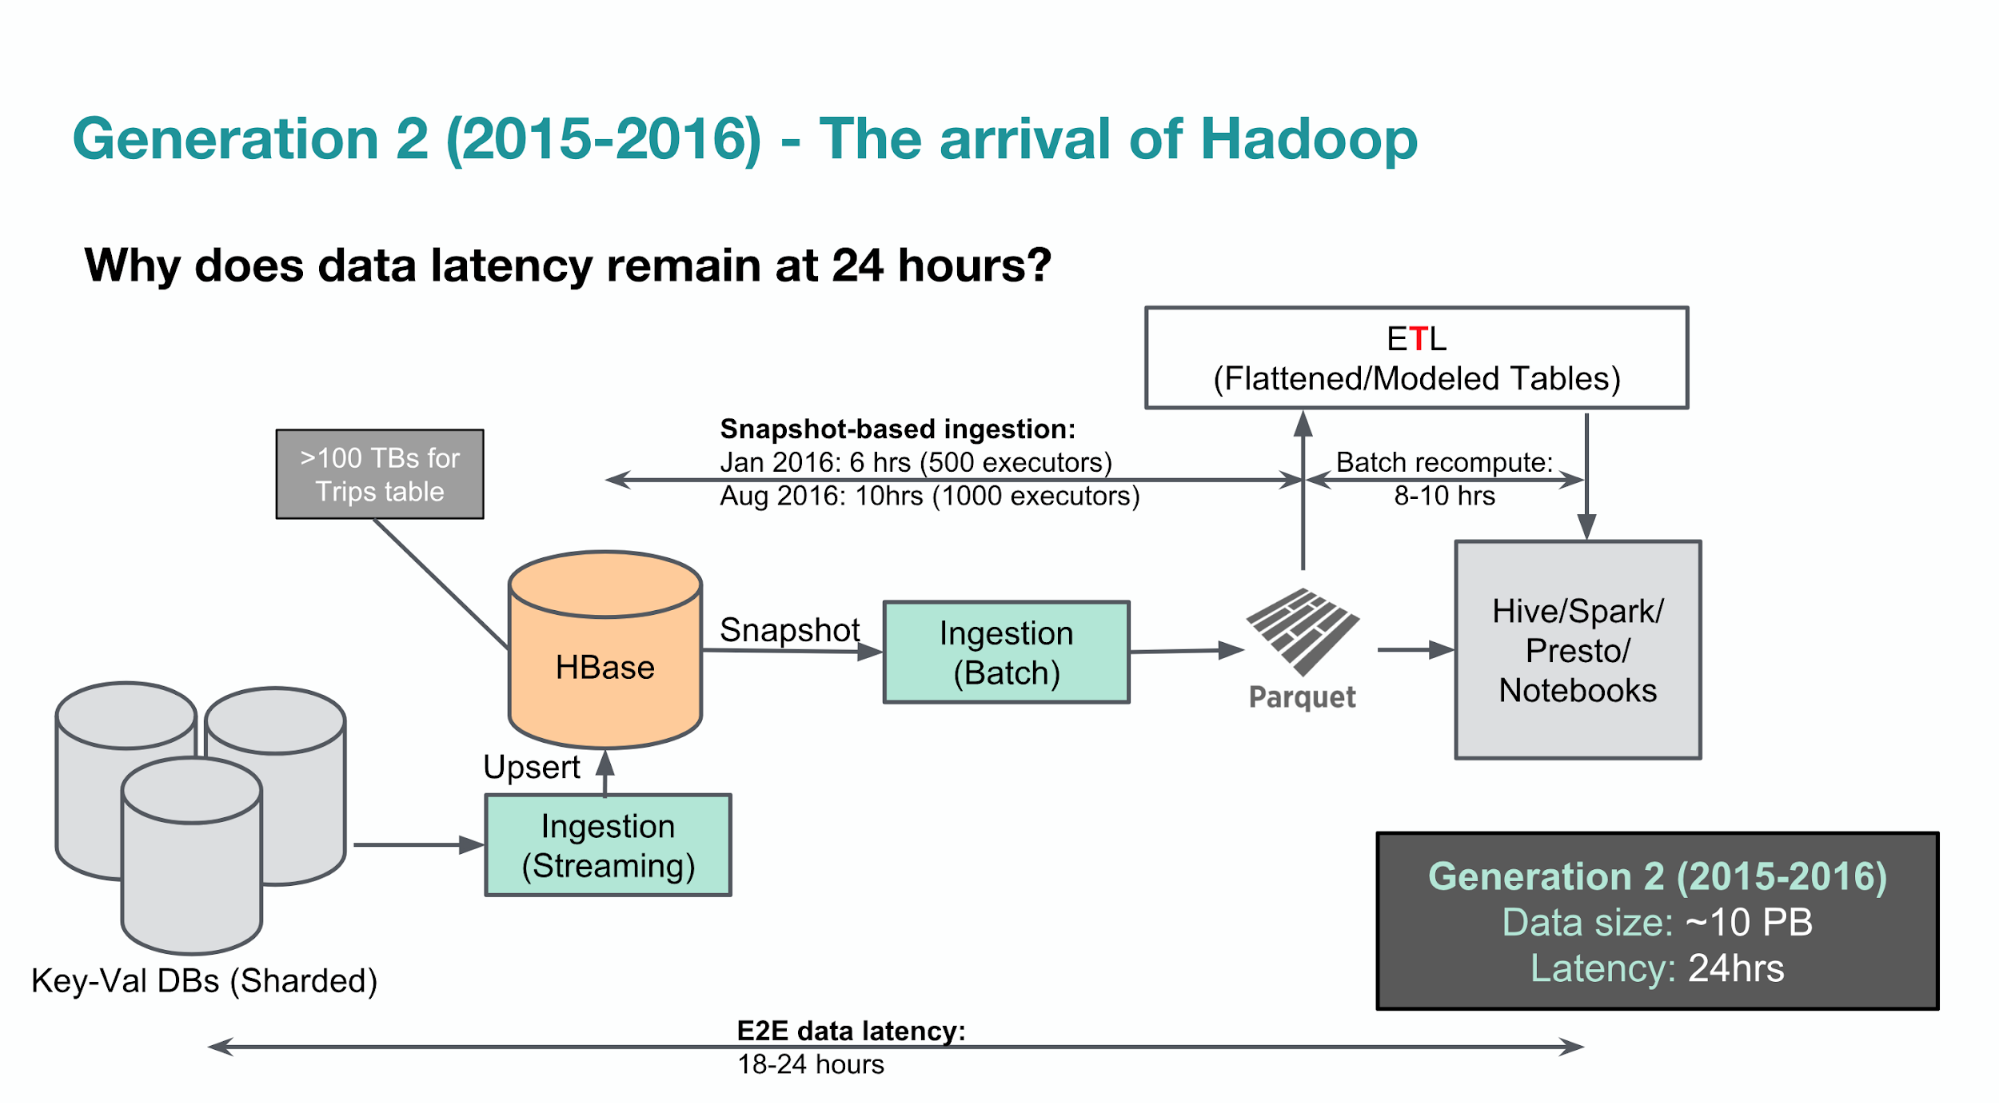 Generation 2 (2015-2016) - The arrival of Hadoop
Why does data latency remain at 24 hours?
ETL
(Flattened/Modeled Tables)
Snapshot-based ingestion:
Jan 2016: 6 hrs (500 executors)
Aug 2016: 10hrs (1000 executors)
Batch recompute:
8-10 hrs
>100 TBs for
Trips table
HBase
Snapshot
Ingestion
(Batch)
Parquet
Hive/Spark/
Presto/
Notebooks
Upsert
Ingestion
(Streaming)
Key-Val DBs (Sharded)
Generation 2 (2015-2016)
Data size: ~10 PB
Latency: 24hrs
E2E data latency:
18-24 hours